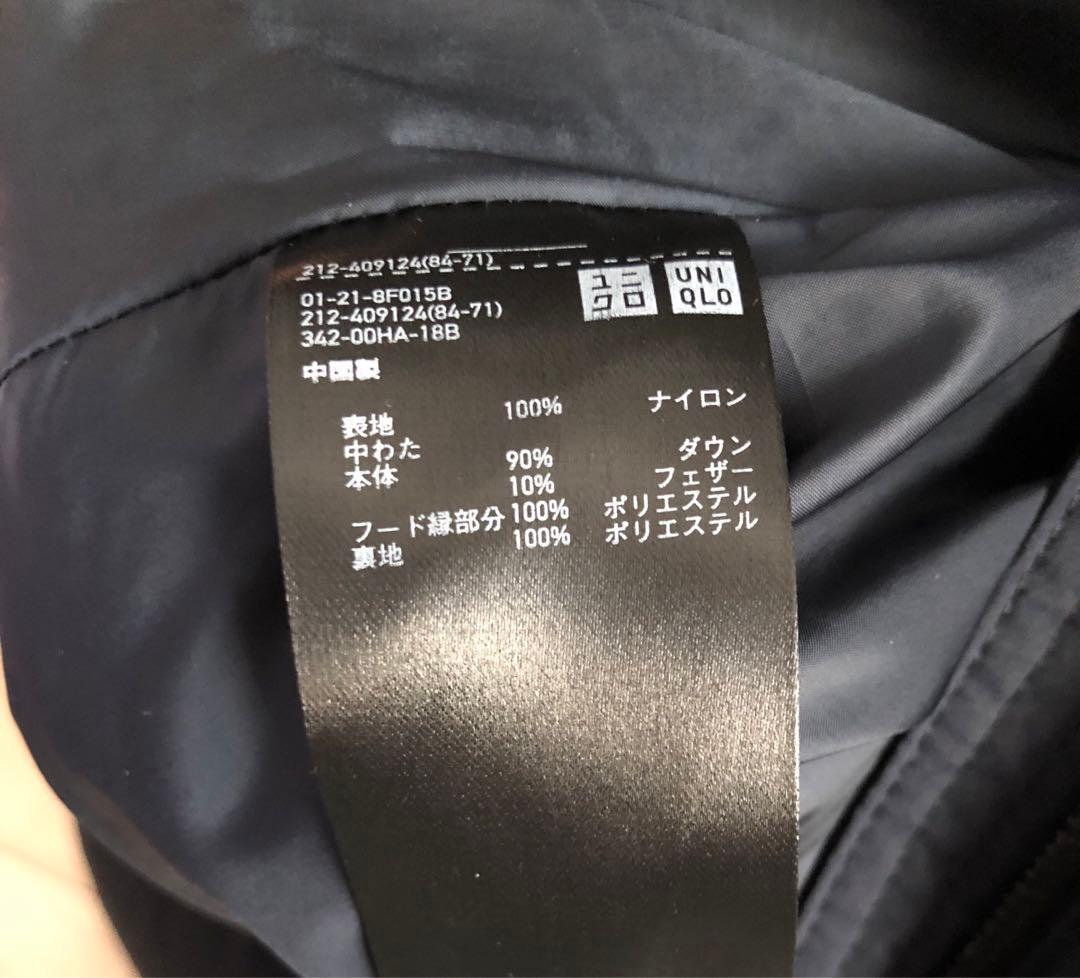 212-409124(84-71)
ユニクロ
UNIQLO
01-21-8F015B
212-409124(84-71)
342-00HA-18B
中国製
表地 100% ナイロン
中わた
本体 90% ダウン
10% フェザー
フード縁部分 100% ポリエステル
裏地 100% ポリエステル